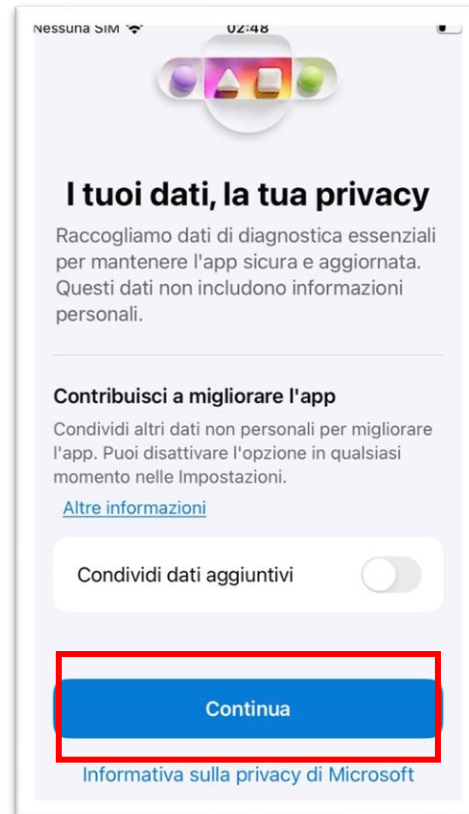 Nessuna SIM 02:48
I tuoi dati, la tua privacy
Raccogliamo dati di diagnostica essenziali
per mantenere l'app sicura e aggiornata.
Questi dati non includono informazioni
personali.
Contribuisci a migliorare l'app
Condividi altri dati non personali per migliorare
l'app. Puoi disattivare l'opzione in qualsiasi
momento nelle Impostazioni.
Altre informazioni
Condividi dati aggiuntivi
Continua
Informativa sulla privacy di Microsoft